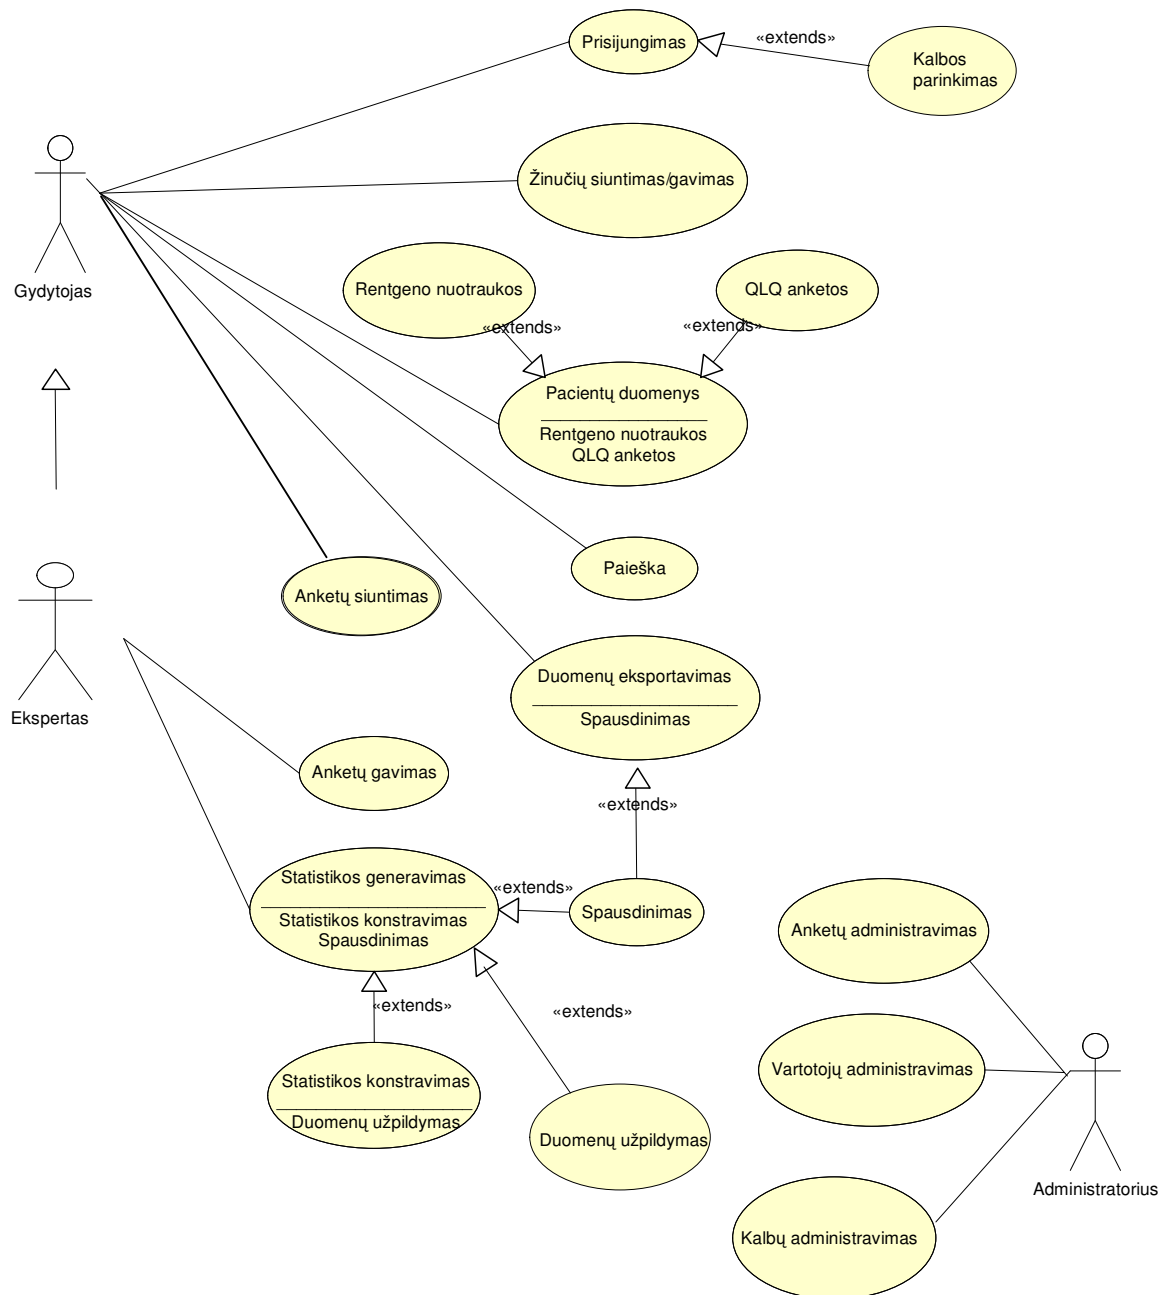 Prisijungimas
«extends»
Kalbos
parinkimas
Žinučių siuntimas/gavimas
Gydytojas
Rentgeno nuotraukos
QLQ anketos
«extends»
«extends»
Pacientų duomenys
Rentgeno nuotraukos
QLQ anketos
Paieška
Anketų siuntimas
Ekspertas
Duomenų eksportavimas
Spausdinimas
Anketų gavimas
«extends»
Statistikos generavimas
Statistikos konstravimas
Spausdinimas
«extends»
Spausdinimas
Anketų administravimas
«extends»
«extends»
Statistikos konstravimas
Duomenų užpildymas
Duomenų užpildymas
Vartotojų administravimas
Administratorius
Kalbų administravimas